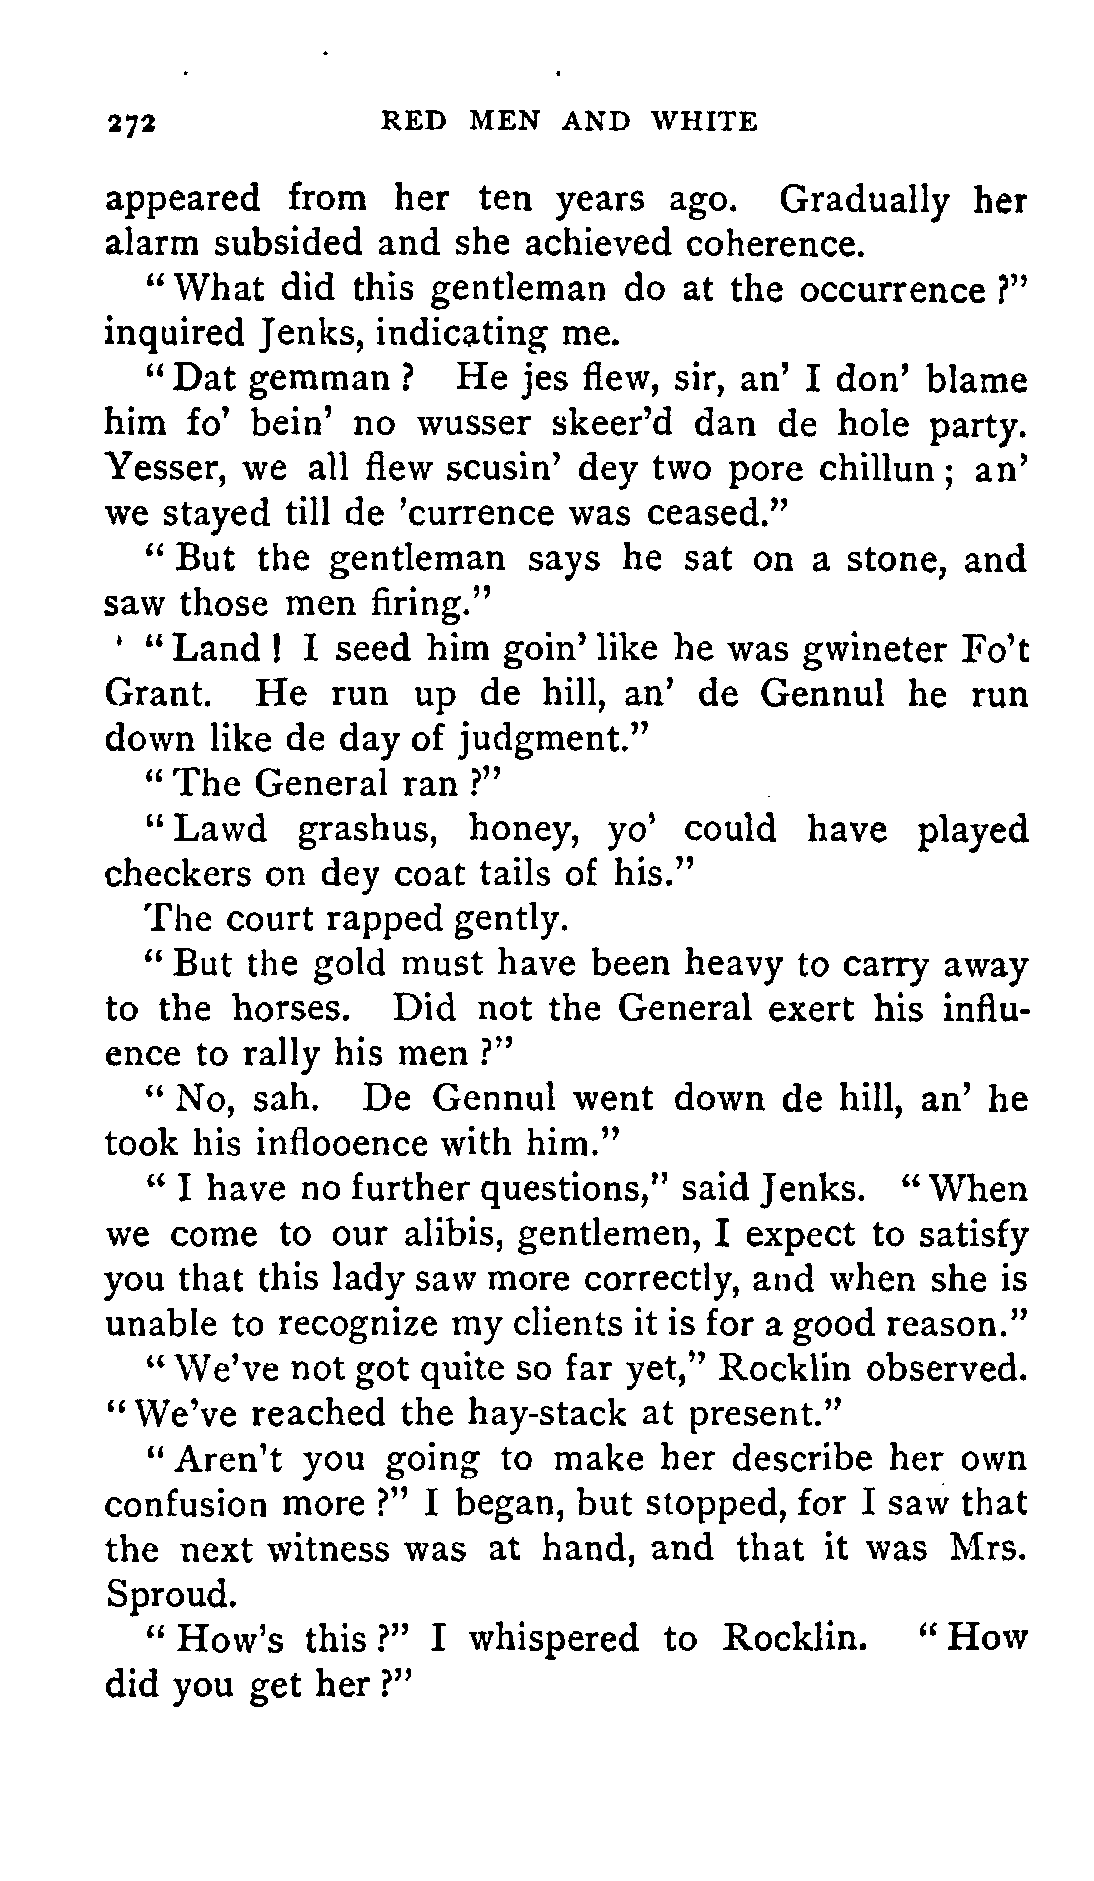 272 RED MEN AND WHITE
appeared from her ten years ago. Gradually her
alarm subsided and she achieved coherence.
“What did this gentleman do at the occurrence?”
inquired Jenks, indicating me.
“Dat gemman? He jes flew, sir, an’ I don’ blame
him fo’ bein’ no wusser skeer’d dan de hole party.
Yesser, we all flew scusin’ dey two pore chillun; an’
we stayed till de ’currence was ceased.”
“But the gentleman says he sat on a stone, and
saw those men firing.”
“Land! I seed him goin’ like he was gwineter Fo’t
Grant. He run up de hill, an’ de Gennul he run
down like de day of judgment.”
“The General ran?”
“Lawd grashus, honey, yo’ could have played
checkers on dey coat tails of his.”
The court rapped gently.
“But the gold must have been heavy to carry away
to the horses. Did not the General exert his influ-
ence to rally his men?”
“No, sah. De Gennul went down de hill, an’ he
took his inflooence with him.”
“I have no further questions,” said Jenks. “When
we come to our alibis, gentlemen, I expect to satisfy
you that this lady saw more correctly, and when she is
unable to recognize my clients it is for a good reason.”
“We’ve not got quite so far yet,” Rocklin observed.
“We’ve reached the hay-stack at present.”
“Aren’t you going to make her describe her own
confusion more?” I began, but stopped, for I saw that
the next witness was at hand, and that it was Mrs.
Sproud.
“How’s this?” I whispered to Rocklin. “How
did you get her?”